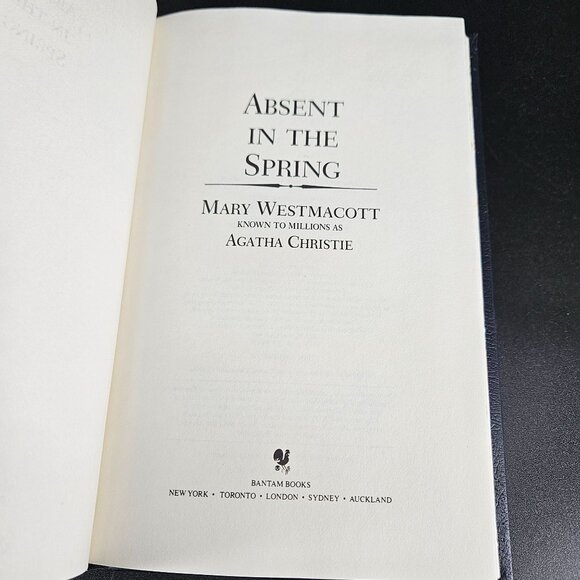 ABSENT
IN THE
SPRING
MARY WESTMACOTT
KNOWN TO MILLIONS AS
AGATHA CHRISTIE
BANTAM BOOKS
NEW YORK • TORONTO • LONDON • SYDNEY • AUCKLAND